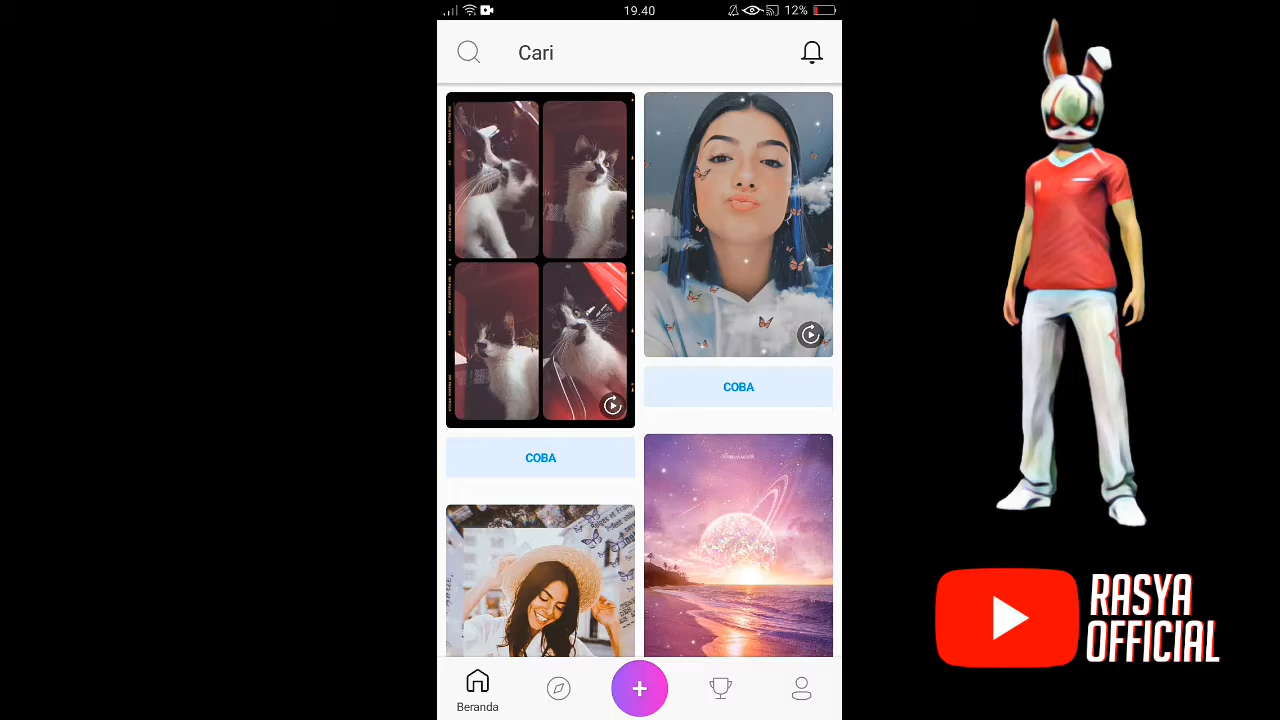 19.40
12%
Cari
COBA
COBA
Beranda
RASYA
OFFICIAL